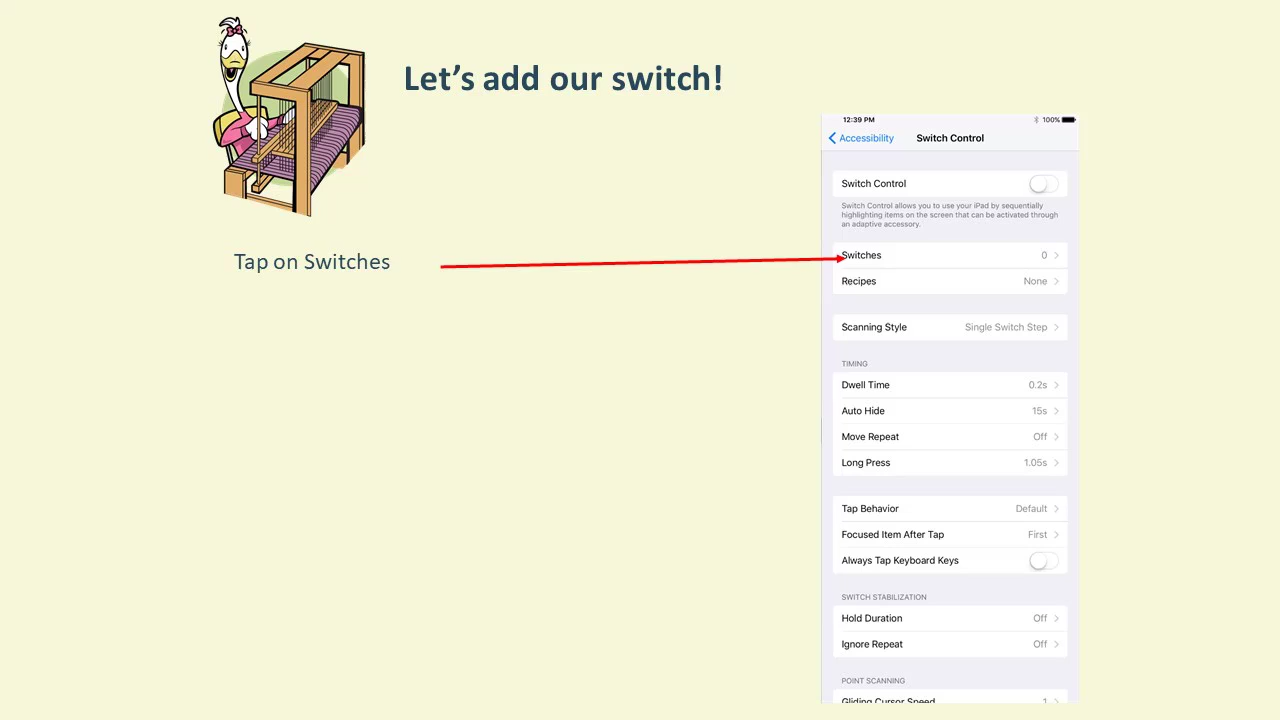 Let's add our switch!
Tap on Switches
12:39 PM 100%
Accessibility Switch Control
Switch Control
Switch Control allows you to use your iPad by sequentially
highlighting items on the screen that can be activated through
an adaptive accessory.
Switches 0
Recipes None
Scanning Style Single Switch Step
TIMING
Dwell Time 0.2s
Auto Hide 15s
Move Repeat Off
Long Press 1.05s
Tap Behavior Default
Focused Item After Tap First
Always Tap Keyboard Keys
SWITCH STABILIZATION
Hold Duration Off
Ignore Repeat Off
POINT SCANNING
Gliding Cursor Speed 1